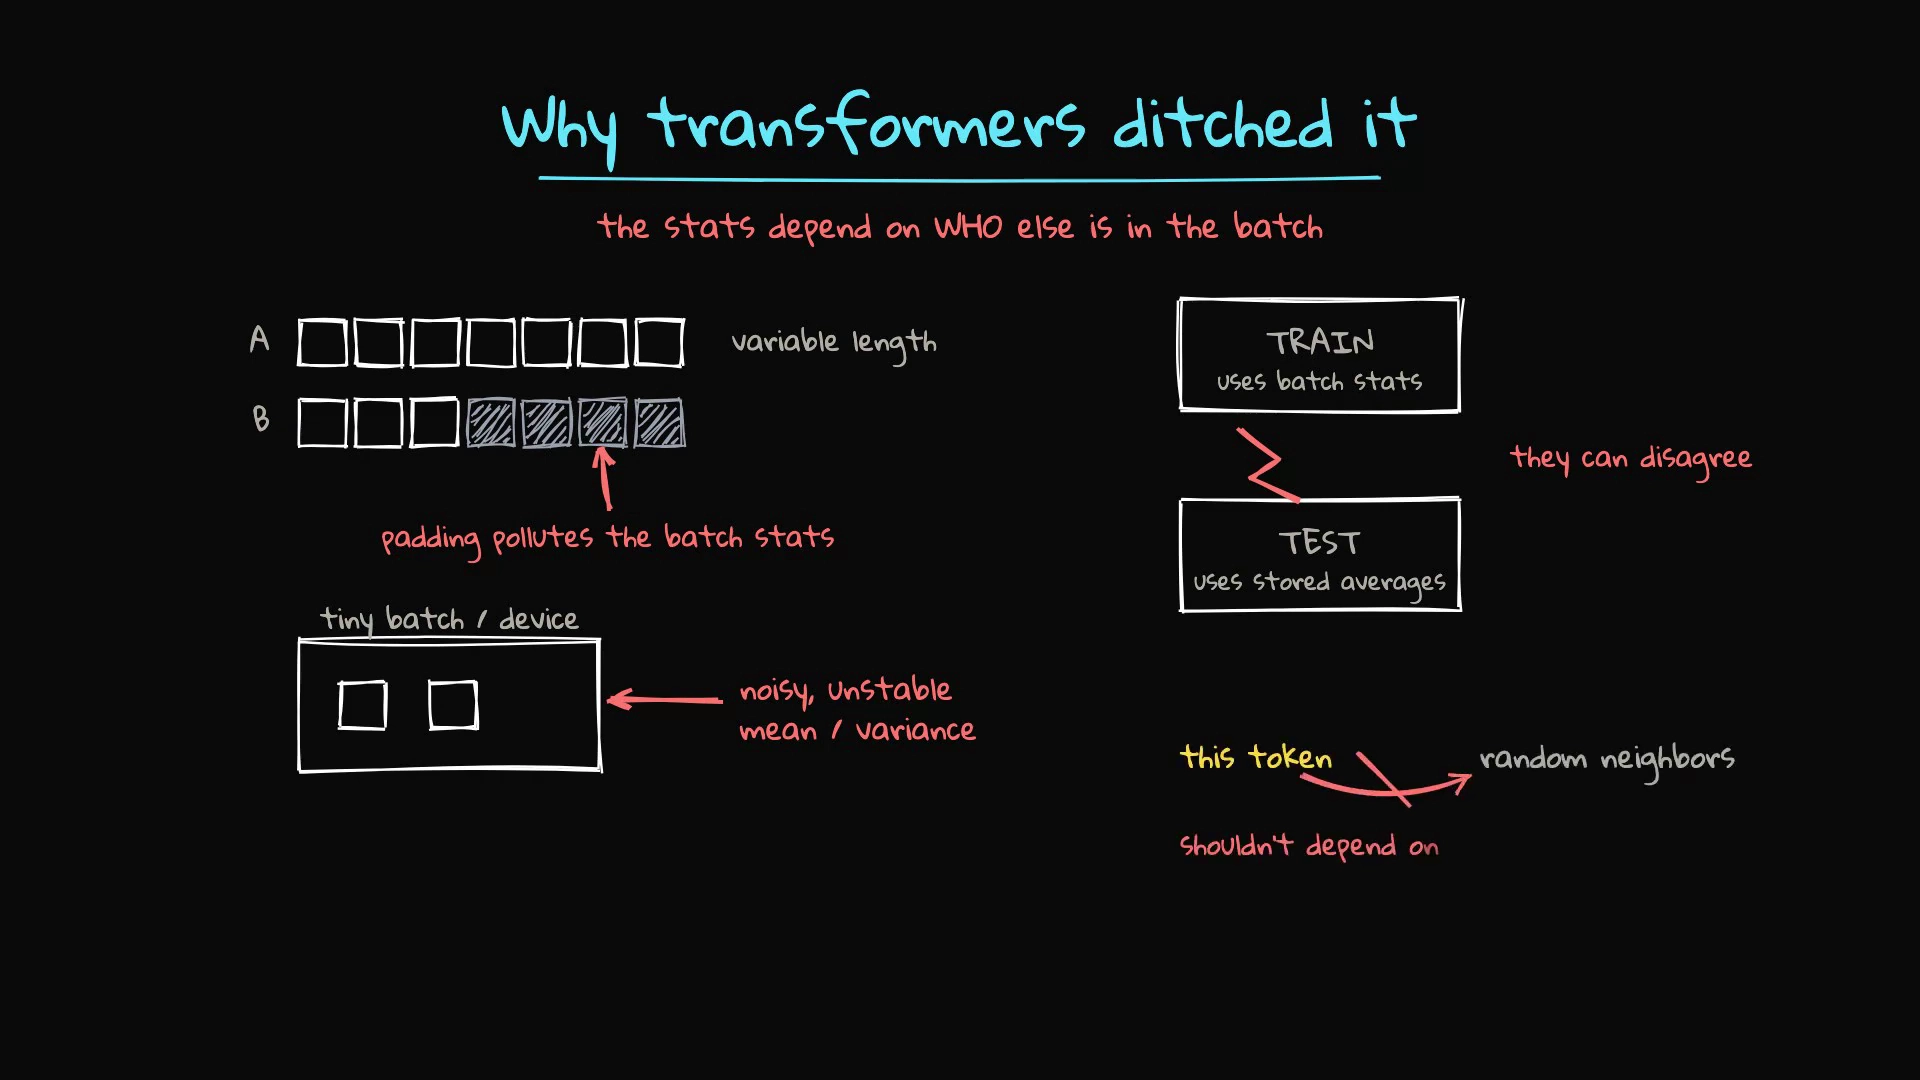 Why transformers ditched it
the stats depend on WHO else is in the batch
A
variable length
B
padding pollutes the batch stats
tiny batch / device
noisy, unstable
mean / variance
TRAIN
uses batch stats
they can disagree
TEST
uses stored averages
this token
random neighbors
shouldn't depend on